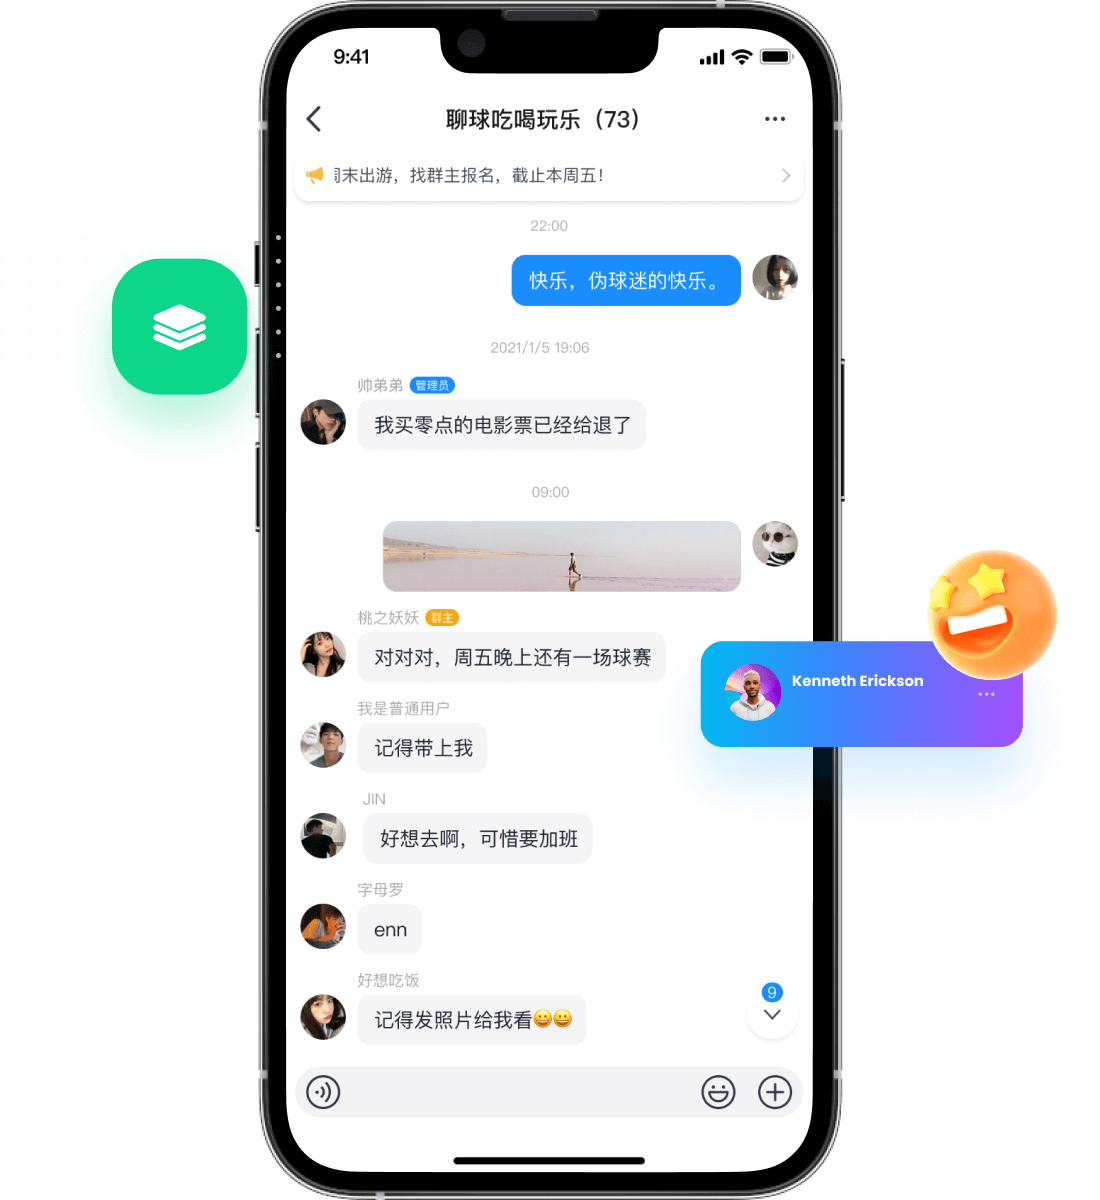 9:41
聊球吃喝玩乐（73）
周末出游，找群主报名，截止本周五！
22:00
快乐，伪球迷的快乐。
2021/1/5 19:06
帅弟弟 管理员
我买零点的电影票已经给退了
09:00
桃之妖妖 群主
对对对，周五晚上还有一场球赛
Kenneth Erickson
我是普通用户
记得带上我
JIN
好想去啊，可惜要加班
字母罗
enn
好想吃饭
9
记得发照片给我看😀😀